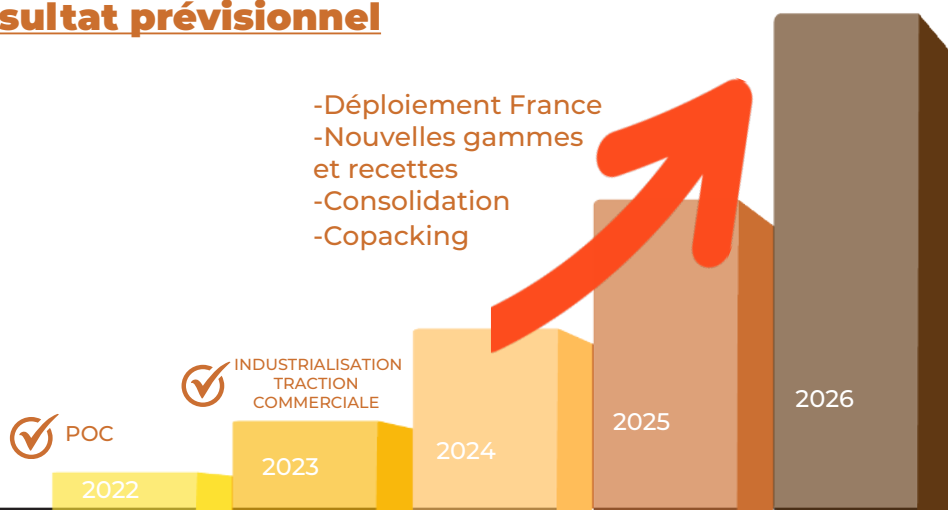 sultat prévisionnel
-Déploiement France
-Nouvelles gammes
et recettes
-Consolidation
-Copacking
INDUSTRIALISATION
TRACTION
COMMERCIALE
POC
2022
2023
2024
2025
2026